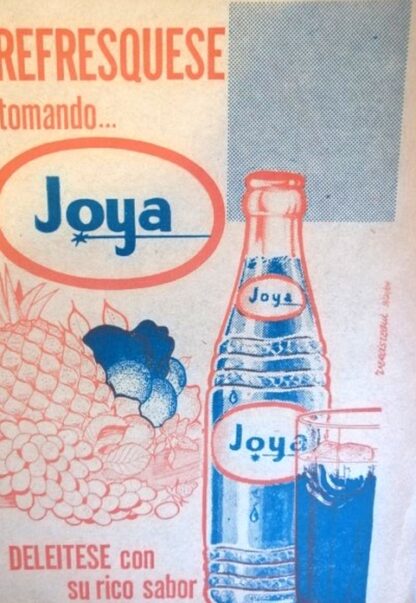 REFRESQUESE
tomando...
Joya
Joya
Joya
DELEITESE con
su rico sabor